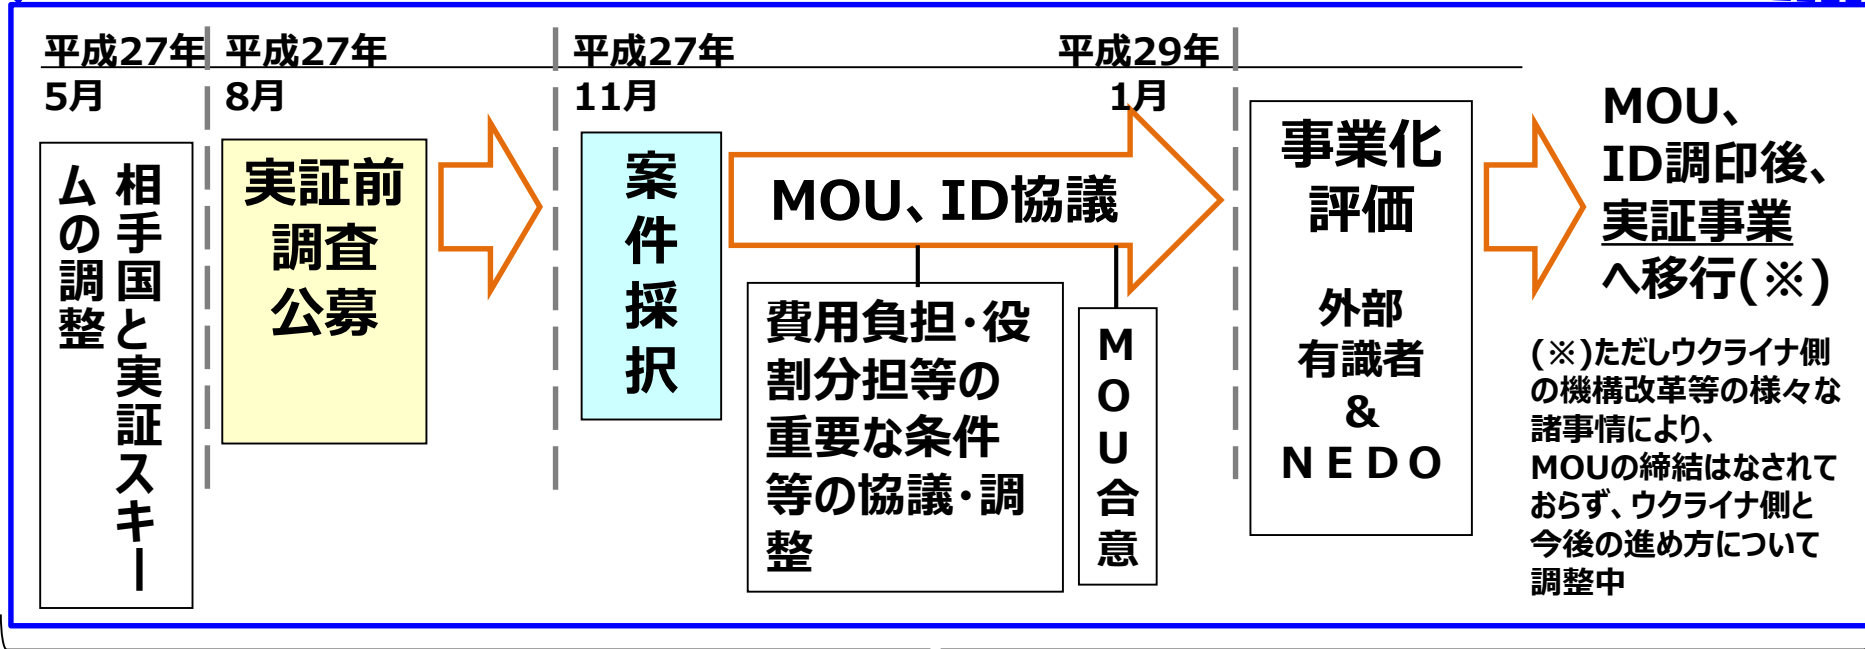 平成27年
5月
平成27年
8月
平成27年
11月
平成29年
1月
相手国と実証スキー
ムの調整
実証前
調査
公募
案件採択
MOU、ID協議
費用負担・役
割分担等の
重要な条件
等の協議・調
整
MOU合意
事業化
評価
外部
有識者
&
NEDO
MOU、
ID調印後、
実証事業
へ移行(※)
(※)ただしウクライナ側
の機構改革等の様々な
諸事情により、
MOUの締結はなされて
おらず、ウクライナ側と
今後の進め方について
調整中